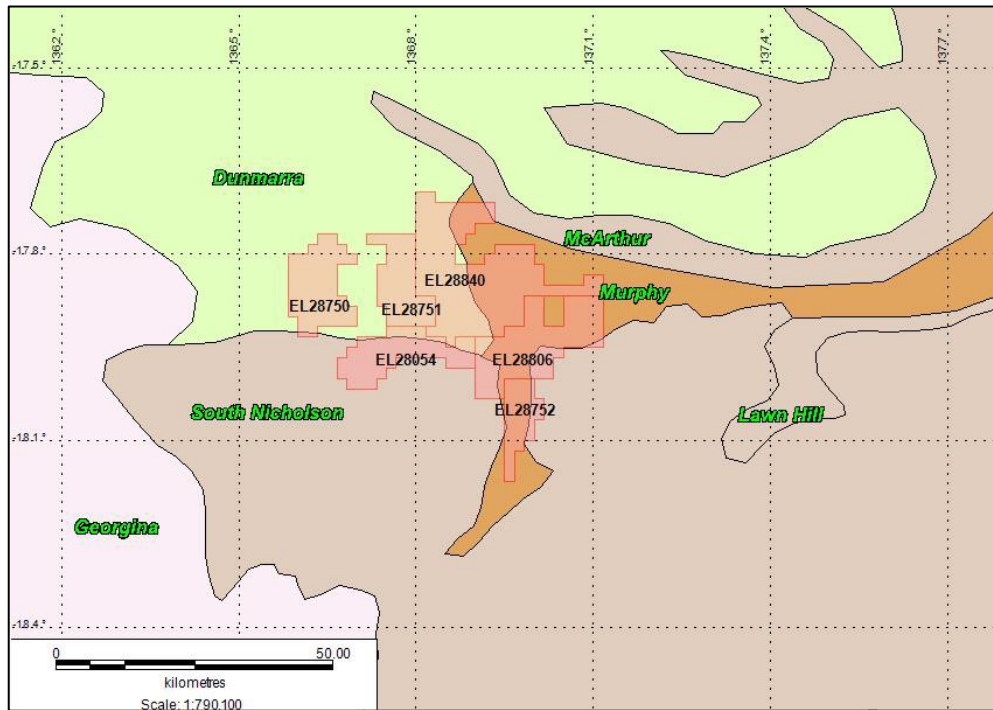 136.2°
136.5°
136.8°
137.1°
137.4°
137.7°
-17.5°
Dunmarra
McArthur
-17.8°
EL28840
EL28750
EL28751
Murphy
EL28054
EL28806
South Nicholson
EL28752
Lawn Hill
-18.1°
Georgina
-18.4°
0
50.00
kilometres
Scale: 1:790,100